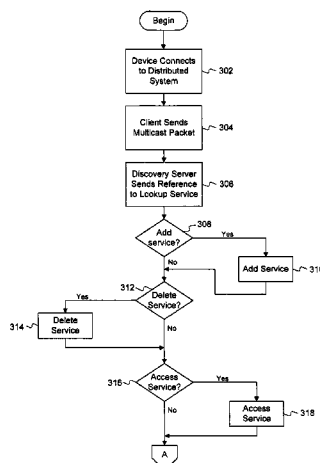 Begin
Device Connects
to Distributed
System
302
Client Sends
Multicast Packet
304
Discovery Server
Sends Reference
to Lookup Service
306
308
Add
service?
Yes
No
Add Service
310
312
Delete
Service?
Yes
No
314
Delete
Service
316
Access
Service?
Yes
No
Access
Service
318
A